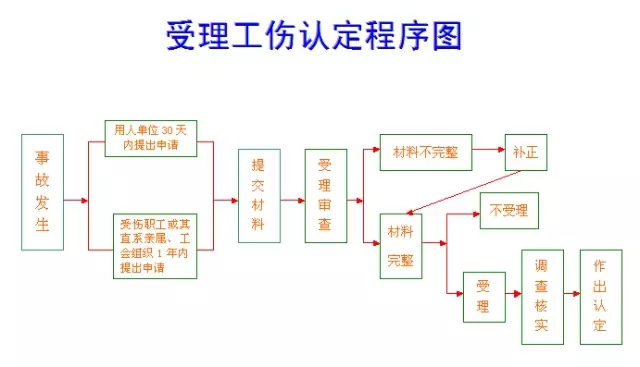 受理工伤认定程序图
事故发生
用人单位30天
内提出申请
受伤职工或其
直系亲属、工
会组织1年内
提出申请
提交材料
受理审查
材料不完整
补正
材料
完整
不受理
受理
调查核实
作出认定